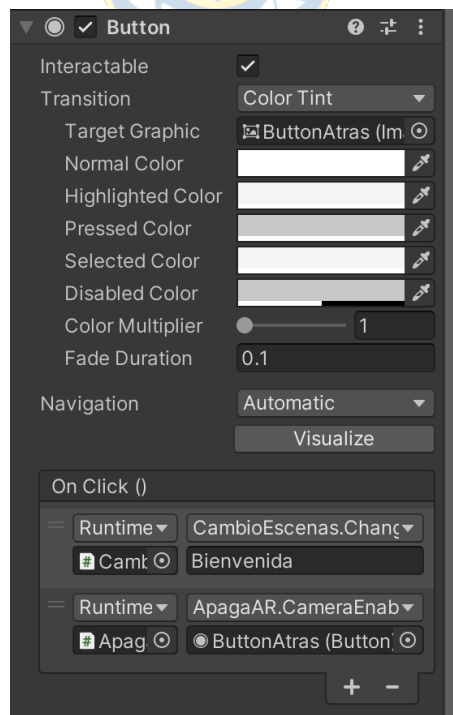 Button
Interactable
Transition Color Tint
Target Graphic ButtonAtras (Im
Normal Color
Highlighted Color
Pressed Color
Selected Color
Disabled Color
Color Multiplier 1
Fade Duration 0.1
Navigation Automatic
Visualize
On Click ()
Runtime CambioEscenas.Chang
# Camb Bienvenida
Runtime ApagaAR.CameraEnab
# Apag ButtonAtras (Button)
+ -